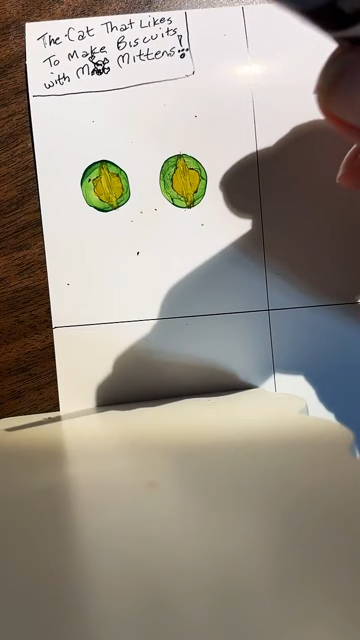 The Cat That Likes
To Make Biscuits
with Mittens!...